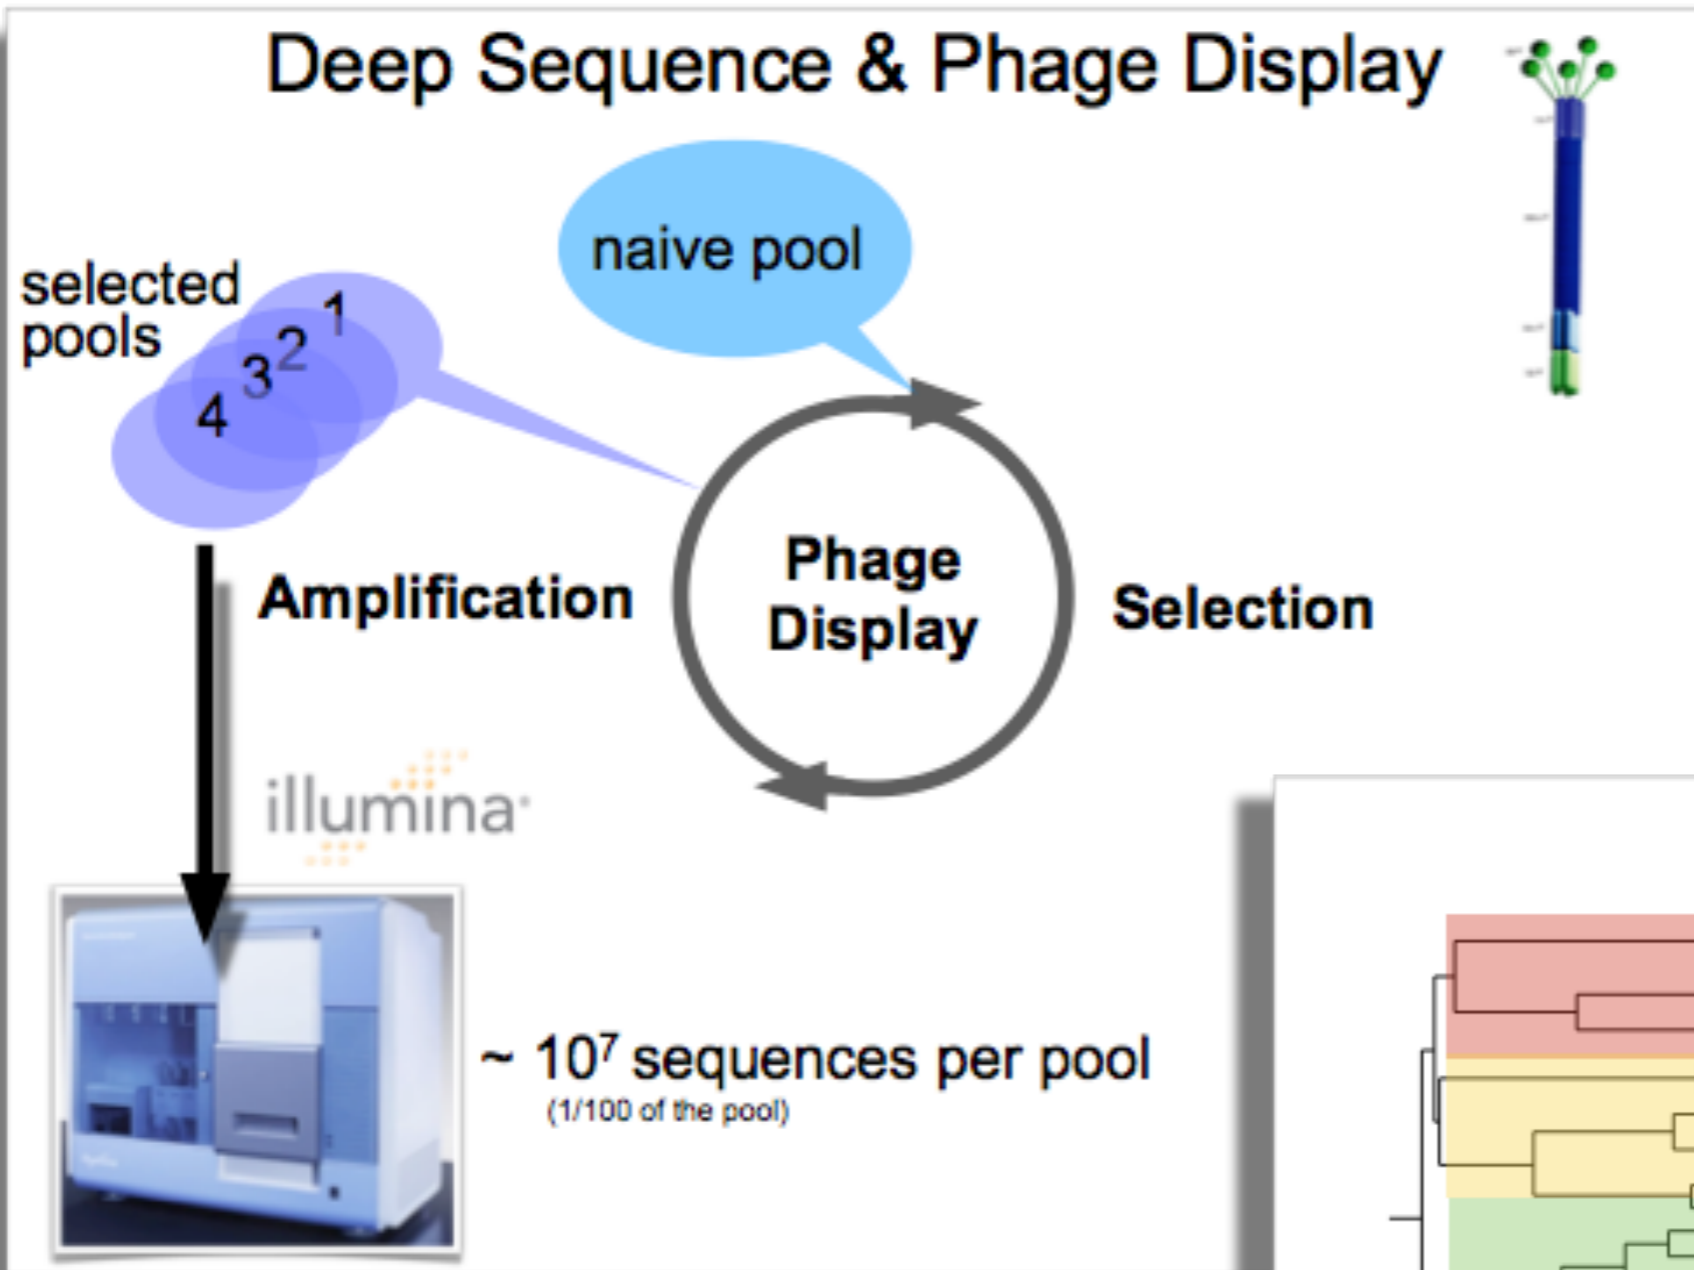 Deep Sequence & Phage Display
naive pool
selected
pools
1
2
3
4
Phage
Display
Amplification
Selection
illumina
~ 10⁷ sequences per pool
(1/100 of the pool)